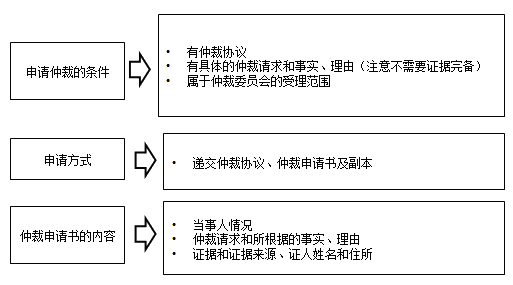 申请仲裁的条件
• 有仲裁协议
• 有具体的仲裁请求和事实、理由（注意不需要证据完备）
• 属于仲裁委员会的受理范围
申请方式
• 递交仲裁协议、仲裁申请书及副本
仲裁申请书的内容
• 当事人情况
• 仲裁请求和所根据的事实、理由
• 证据和证据来源、证人姓名和住所